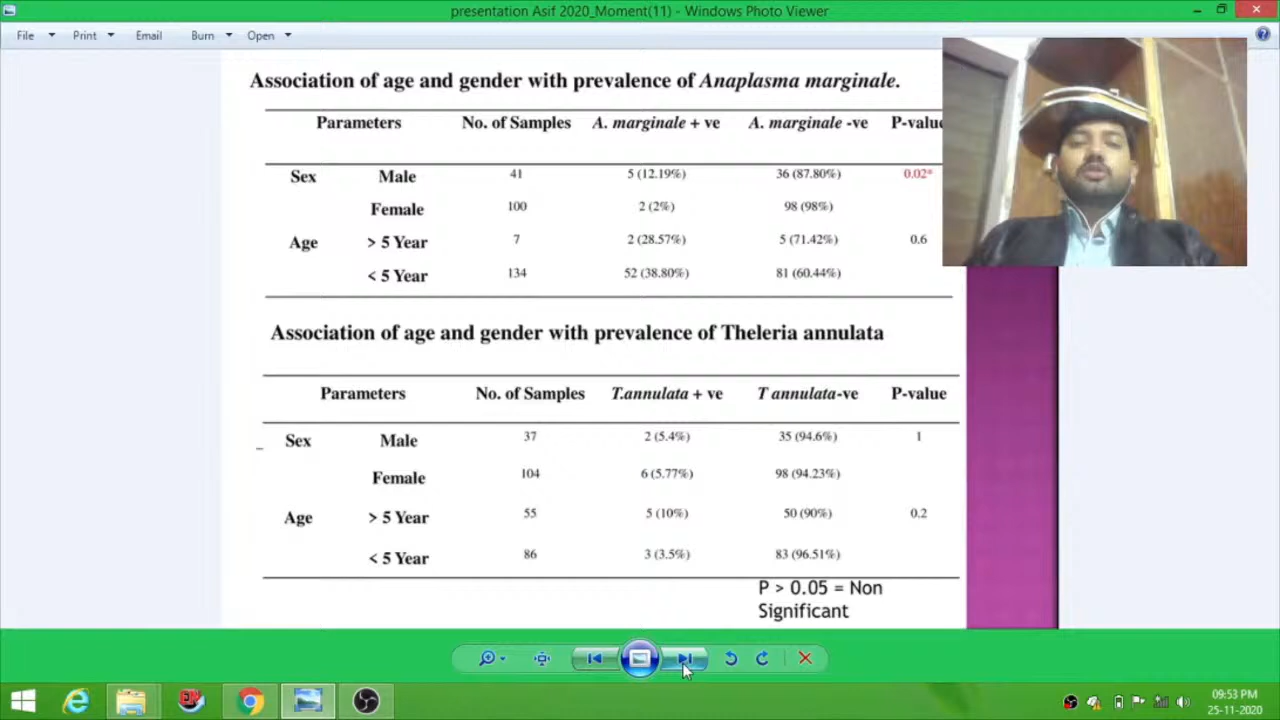 presentation Asif 2020_Moment(11) - Windows Photo Viewer
File Print Email Burn Open
Association of age and gender with prevalence of Anaplasma marginale.
Parameters No. of Samples A. marginale + ve A. marginale -ve P-value
Sex Male 41 5 (12.19%) 36 (87.80%) 0.02*
Female 100 2 (2%) 98 (98%)
Age > 5 Year 7 2 (28.57%) 5 (71.42%) 0.6
< 5 Year 134 52 (38.80%) 81 (60.44%)
Association of age and gender with prevalence of Theleria annulata
Parameters No. of Samples T.annulata + ve T annulata-ve P-value
Sex Male 37 2 (5.4%) 35 (94.6%) 1
Female 104 6 (5.77%) 98 (94.23%)
Age > 5 Year 55 5 (10%) 50 (90%) 0.2
< 5 Year 86 3 (3.5%) 83 (96.51%)
P > 0.05 = Non
Significant
09:53 PM
25-11-2020